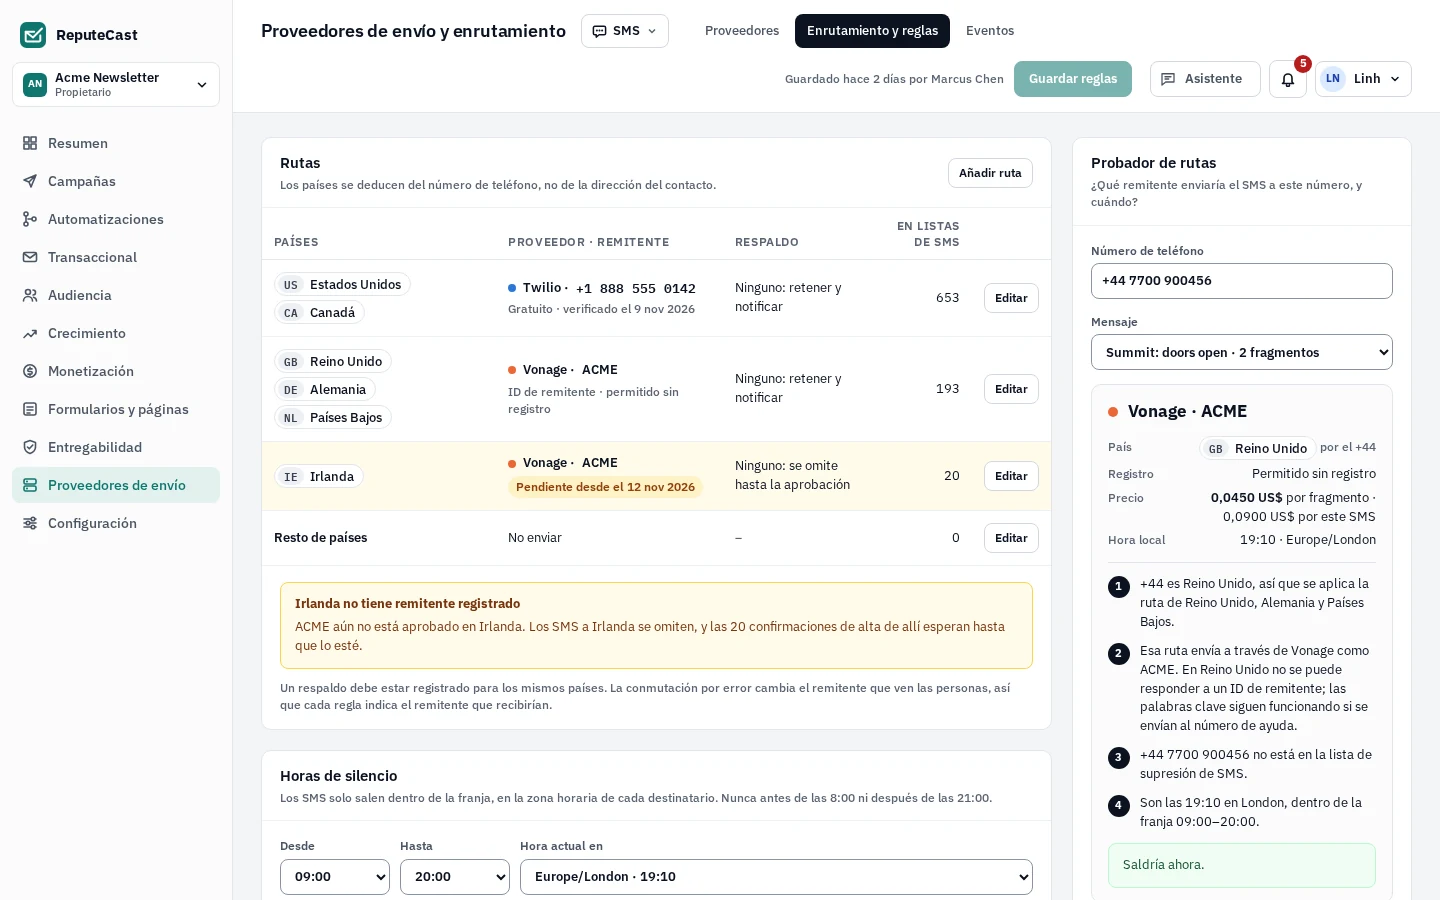 ReputeCast
AN
Acme Newsletter
Propietario
Resumen
Campañas
Automatizaciones
Transaccional
Audiencia
Crecimiento
Monetización
Formularios y páginas
Entregabilidad
Proveedores de envío
Configuración
Proveedores de envío y enrutamiento
SMS
Proveedores
Enrutamiento y reglas
Eventos
Guardado hace 2 días por Marcus Chen
Guardar reglas
Asistente
5
LN
Linh
Rutas
Los países se deducen del número de teléfono, no de la dirección del contacto.
Añadir ruta
PAÍSES
PROVEEDOR · REMITENTE
RESPALDO
EN LISTAS
DE SMS
US Estados Unidos
CA Canadá
Twilio · +1 888 555 0142
Gratuito · verificado el 9 nov 2026
Ninguno: retener y
notificar
653
Editar
GB Reino Unido
DE Alemania
NL Países Bajos
Vonage · ACME
ID de remitente · permitido sin
registro
Ninguno: retener y
notificar
193
Editar
IE Irlanda
Vonage · ACME
Pendiente desde el 12 nov 2026
Ninguno: se omite
hasta la aprobación
20
Editar
Resto de países
No enviar
–
0
Editar
Irlanda no tiene remitente registrado
ACME aún no está aprobado en Irlanda. Los SMS a Irlanda se omiten, y las 20 confirmaciones de alta de allí esperan hasta
que lo esté.
Un respaldo debe estar registrado para los mismos países. La conmutación por error cambia el remitente que ven las personas, así
que cada regla indica el remitente que recibirían.
Horas de silencio
Los SMS solo salen dentro de la franja, en la zona horaria de cada destinatario. Nunca antes de las 8:00 ni después de las 21:00.
Desde
Hasta
Hora actual en
09:00
20:00
Europe/London · 19:10
Probador de rutas
¿Qué remitente enviaría el SMS a este número, y
cuándo?
Número de teléfono
+44 7700 900456
Mensaje
Summit: doors open · 2 fragmentos
Vonage · ACME
País
GB Reino Unido por el +44
Registro
Permitido sin registro
Precio
0,0450 US$ por fragmento ·
0,0900 US$ por este SMS
Hora local
19:10 · Europe/London
1
+44 es Reino Unido, así que se aplica la
ruta de Reino Unido, Alemania y Países
Bajos.
2
Esa ruta envía a través de Vonage como
ACME. En Reino Unido no se puede
responder a un ID de remitente; las
palabras clave siguen funcionando si se
envían al número de ayuda.
3
+44 7700 900456 no está en la lista de
supresión de SMS.
4
Son las 19:10 en London, dentro de la
franja 09:00–20:00.
Saldría ahora.